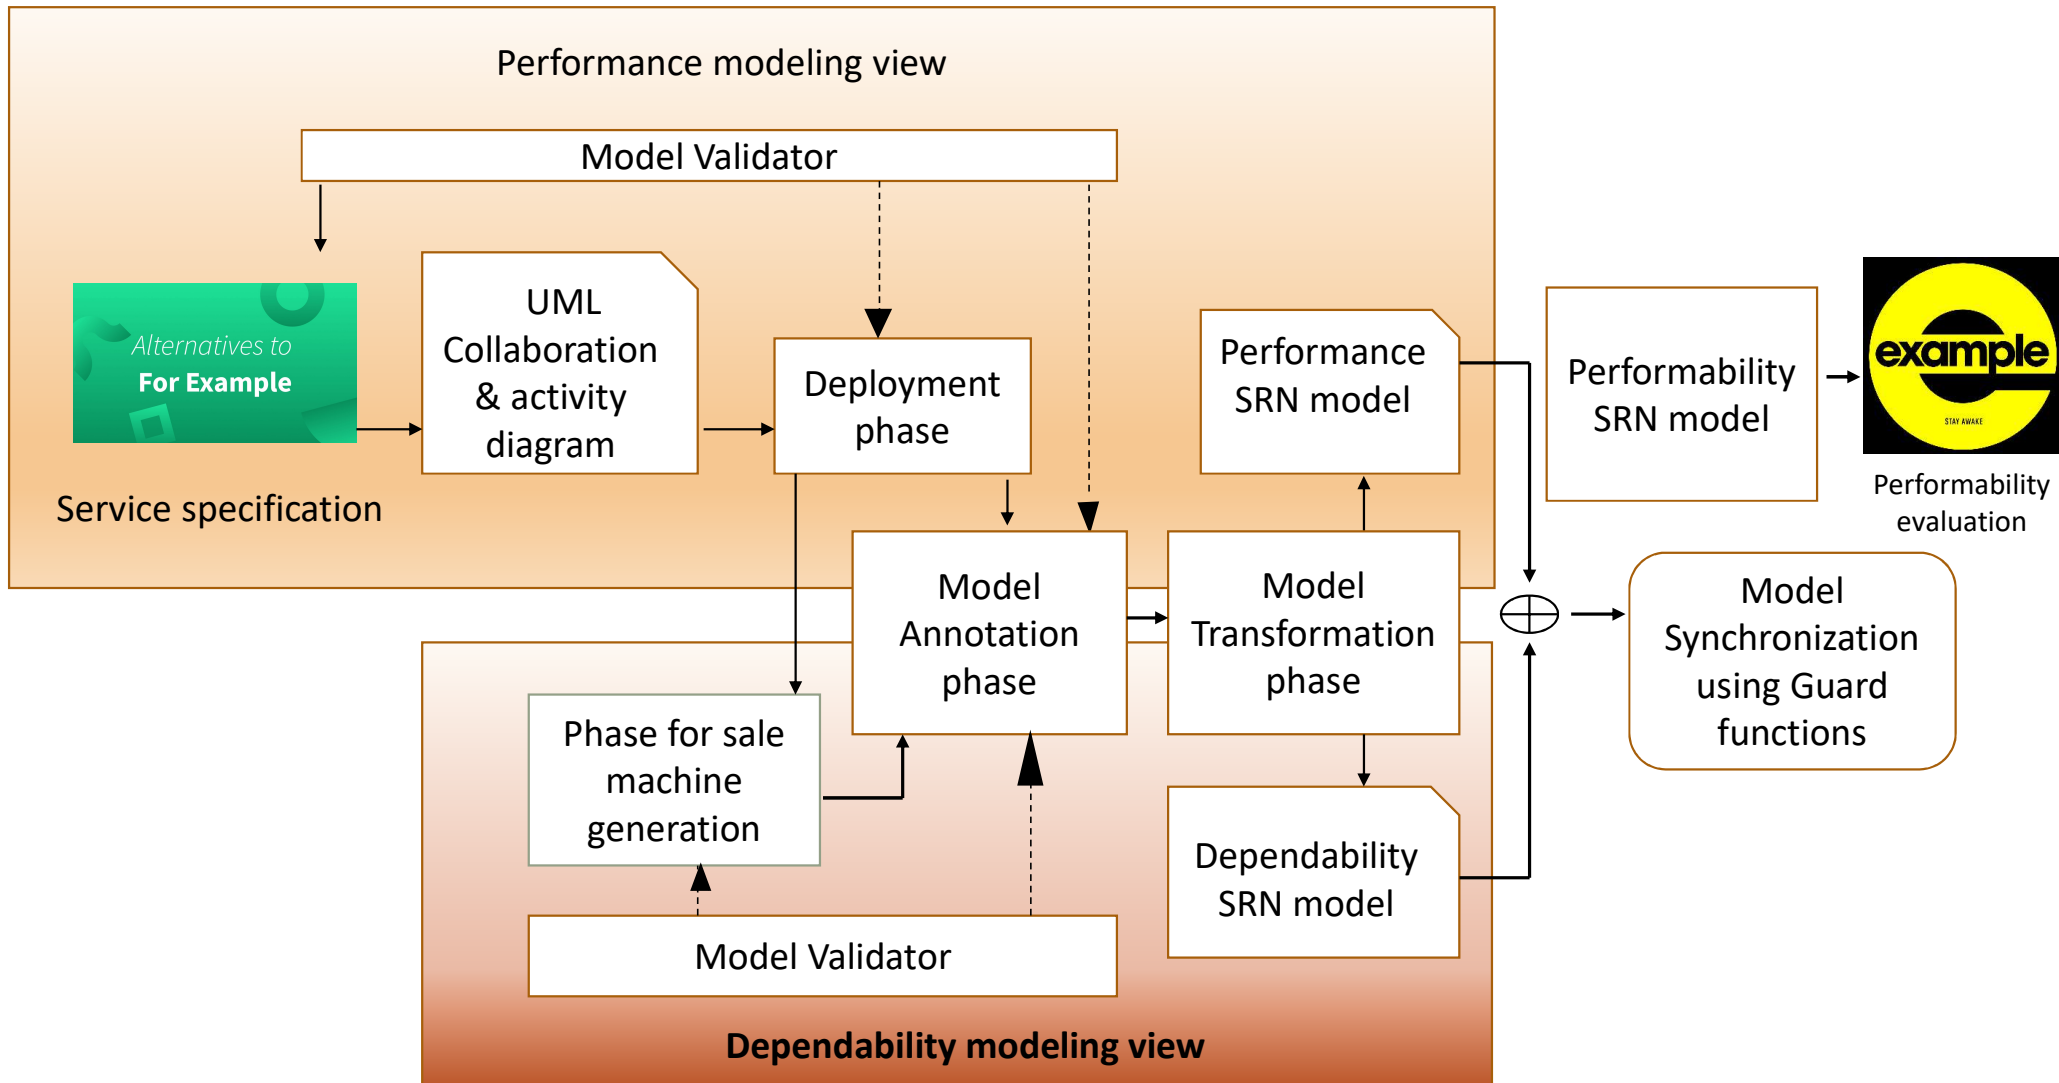 Performance modeling view
Model Validator
Alternatives to
For Example
Service specification
UML
Collaboration
& activity
diagram
Deployment
phase
Performance
SRN model
Performability
SRN model
example
STAY AWAKE
Performability
evaluation
Model
Annotation
phase
Model
Transformation
phase
Model
Synchronization
using Guard
functions
Phase for sale
machine
generation
Dependability
SRN model
Model Validator
Dependability modeling view